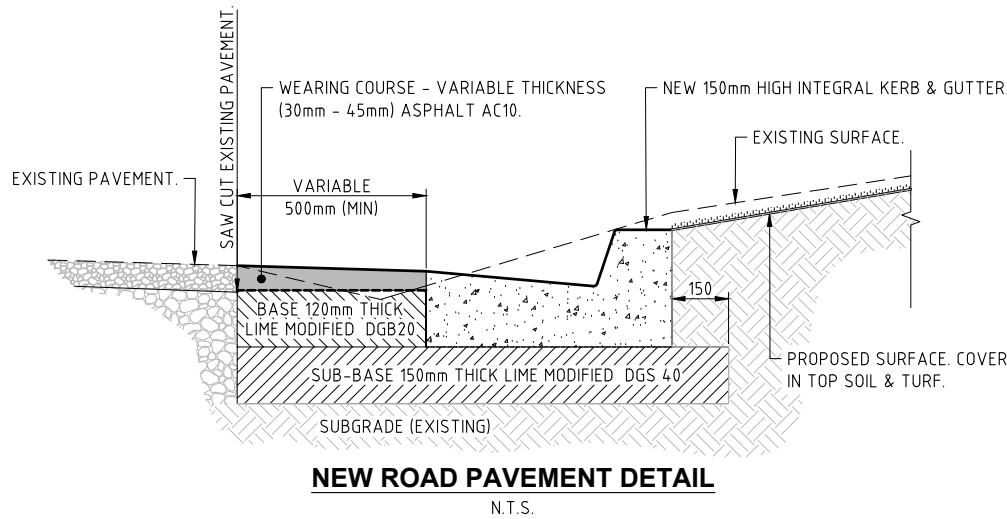 SAW CUT EXISTING PAVEMENT.
WEARING COURSE - VARIABLE THICKNESS
(30mm - 45mm) ASPHALT AC10.
NEW 150mm HIGH INTEGRAL KERB & GUTTER.
EXISTING SURFACE.
EXISTING PAVEMENT.
VARIABLE
500mm (MIN)
150
BASE 120mm THICK
LIME MODIFIED DGB20
SUB-BASE 150mm THICK LIME MODIFIED DGS 40
PROPOSED SURFACE. COVER
IN TOP SOIL & TURF.
SUBGRADE (EXISTING)
NEW ROAD PAVEMENT DETAIL
N.T.S.